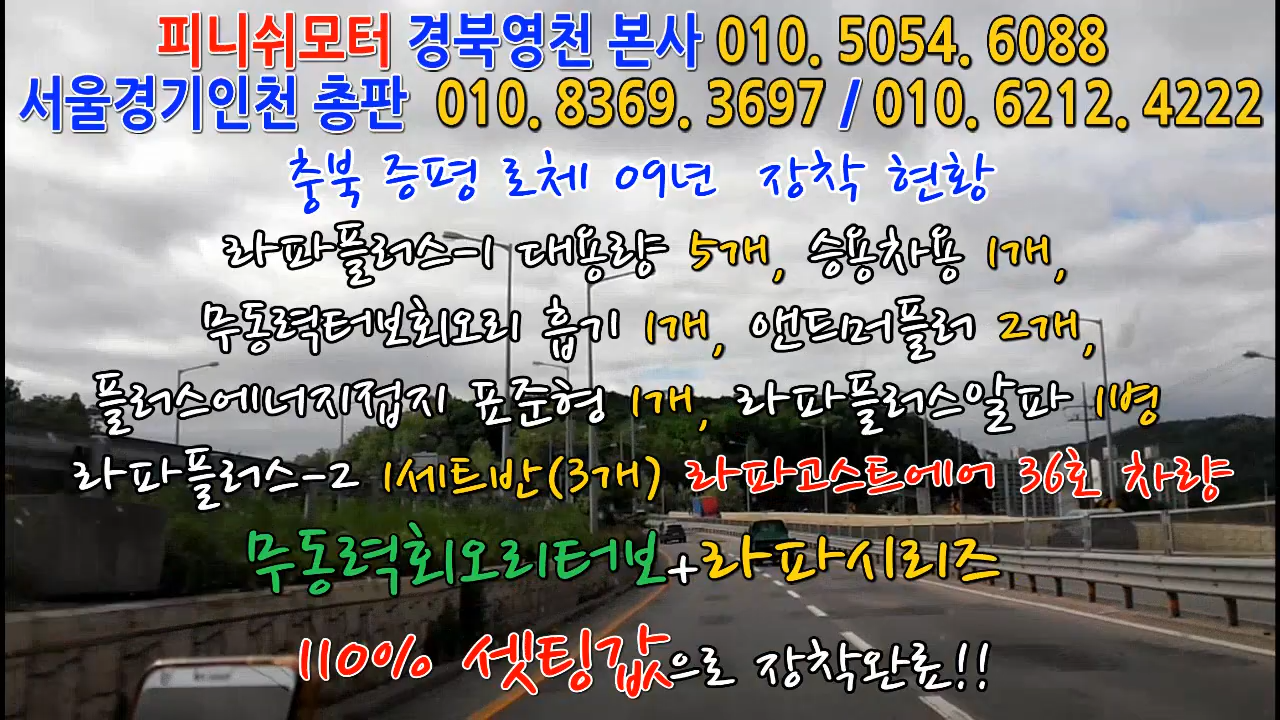 피니쉬모터 경북영천 본사 010. 5054. 6088
서울경기인천 총판 010. 8369. 3697 / 010. 6212. 4222
충북 증평 로체 09년 장착 현황
라파플러스-1 대용량 5개, 승용차용 1개,
무동력터보회오리 흡기 1개, 앤드머플러 2개,
플러스에너지접지 표준형 1개, 라파플러스알파 1병
라파플러스-2 1세트반(3개) 라파고스트에어 36호 차량
무동력회오리터보+라파시리즈
110% 셋팅값으로 장착완료!!